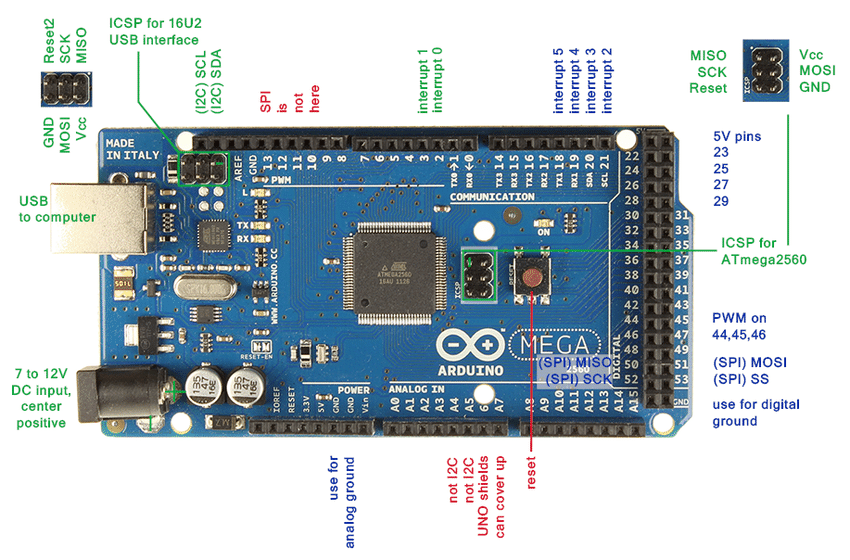 Reset2
SCK
MISO
GND
MOSI
Vcc
ICSP for 16U2
USB interface
(I2C) SCL
(I2C) SDA
SPI
is
not
here
interrupt 1
interrupt 0
interrupt 5
interrupt 4
interrupt 3
interrupt 2
MISO
SCK
Reset
ICSP
Vcc
MOSI
GND
MADE
IN ITALY
AREF
GND
13
12
11
10
9
8
7
6
5
4
3
2
TX0→1
RX0←0
TX3 14
RX3 15
TX2 16
RX2 17
TX1 18
RX1 19
SDA 20
SCL 21
PWM
COMMUNICATION
5V
22
24
26
28
30 31
32 33
34 35
36 37
38 39
40 41
42 43
44 45
46 47
48 49
50 51
52 53
GND
DIGITAL
5V pins
23
25
27
29
USB
to computer
L
TX
RX
ON
WWW.ARDUINO.CC
ATMEGA2560
16AU 1126
ICSP
RESET
ICSP for
ATmega2560
ARDUINO
MEGA
2560
(SPI) MISO
(SPI) SCK
PWM on
44,45,46
(SPI) MOSI
(SPI) SS
use for digital
ground
7 to 12V
DC input,
center
positive
RESET-EN
POWER
ANALOG IN
IOREF
RESET
3.3V
5V
GND
GND
Vin
A0
A1
A2
A3
A4
A5
6
A7
A8
A9
A10
A11
A12
A13
A14
A15
use for
analog ground
not I2C
not I2C
UNO shields
can cover up
reset